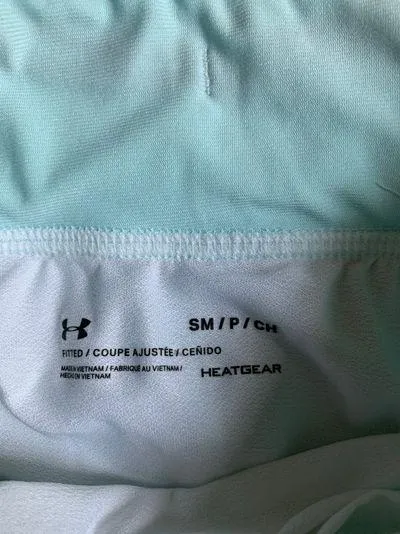 SM / P / CH
FITTED / COUPE AJUSTÉE / CEÑIDO
MADE IN VIETNAM / FABRIQUÉ AU VIETNAM /
HECHO EN VIETNAM
HEATGEAR